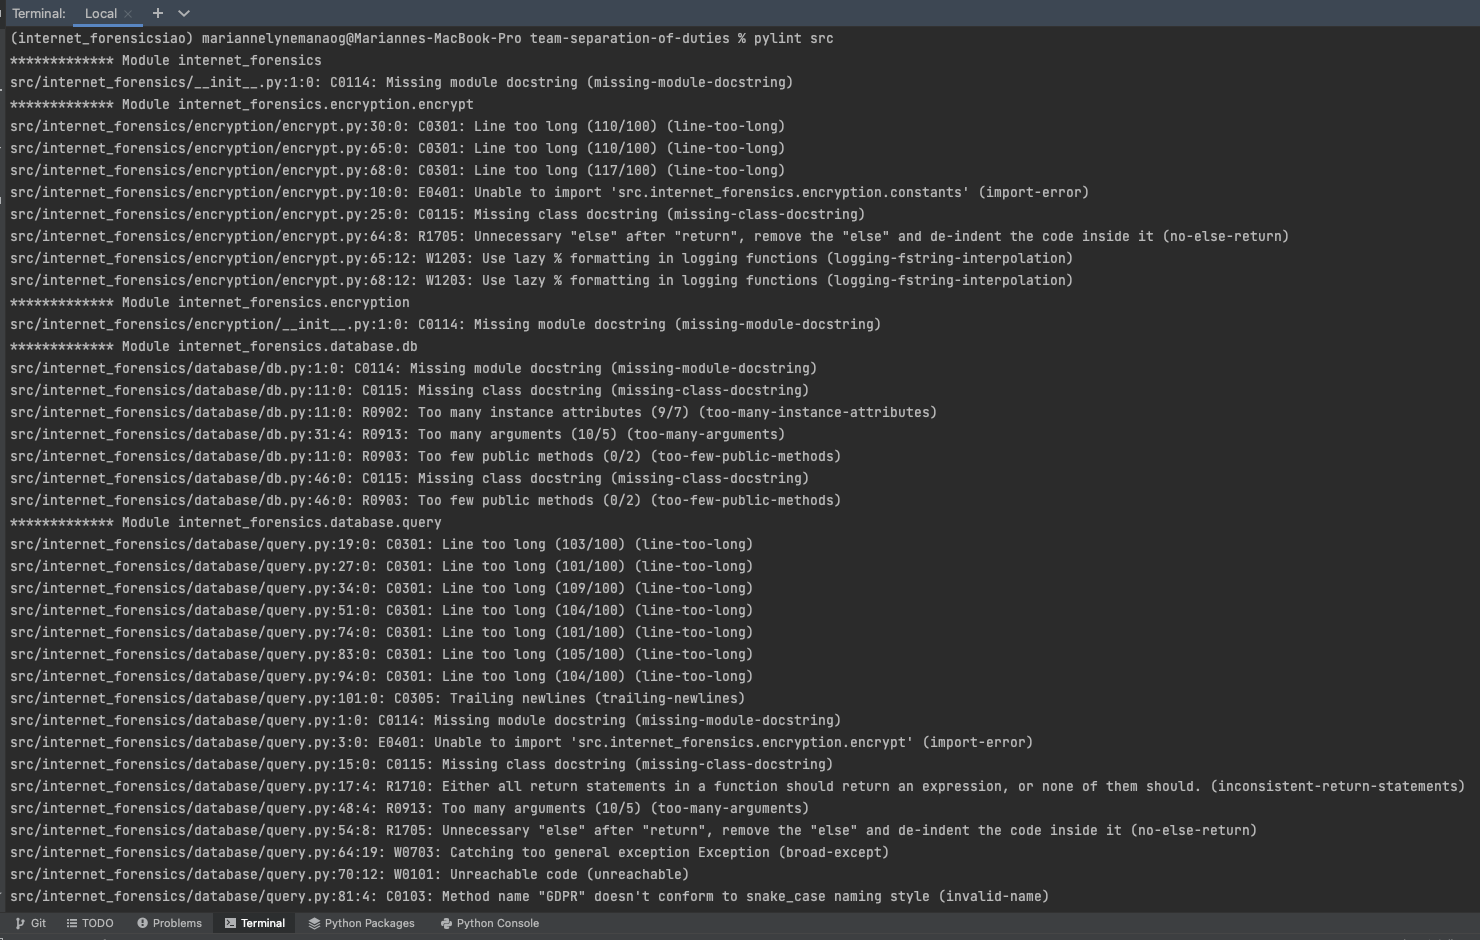 Terminal: Local × +
(internet_forensicsiao) mariannelynemanaog@Mariannes-MacBook-Pro team-separation-of-duties % pylint src
************* Module internet_forensics
src/internet_forensics/__init__.py:1:0: C0114: Missing module docstring (missing-module-docstring)
************* Module internet_forensics.encryption.encrypt
src/internet_forensics/encryption/encrypt.py:30:0: C0301: Line too long (110/100) (line-too-long)
src/internet_forensics/encryption/encrypt.py:65:0: C0301: Line too long (110/100) (line-too-long)
src/internet_forensics/encryption/encrypt.py:68:0: C0301: Line too long (117/100) (line-too-long)
src/internet_forensics/encryption/encrypt.py:10:0: E0401: Unable to import 'src.internet_forensics.encryption.constants' (import-error)
src/internet_forensics/encryption/encrypt.py:25:0: C0115: Missing class docstring (missing-class-docstring)
src/internet_forensics/encryption/encrypt.py:64:8: R1705: Unnecessary "else" after "return", remove the "else" and de-indent the code inside it (no-else-return)
src/internet_forensics/encryption/encrypt.py:65:12: W1203: Use lazy % formatting in logging functions (logging-fstring-interpolation)
src/internet_forensics/encryption/encrypt.py:68:12: W1203: Use lazy % formatting in logging functions (logging-fstring-interpolation)
************* Module internet_forensics.encryption
src/internet_forensics/encryption/__init__.py:1:0: C0114: Missing module docstring (missing-module-docstring)
************* Module internet_forensics.database.db
src/internet_forensics/database/db.py:1:0: C0114: Missing module docstring (missing-module-docstring)
src/internet_forensics/database/db.py:11:0: C0115: Missing class docstring (missing-class-docstring)
src/internet_forensics/database/db.py:11:0: R0902: Too many instance attributes (9/7) (too-many-instance-attributes)
src/internet_forensics/database/db.py:31:4: R0913: Too many arguments (10/5) (too-many-arguments)
src/internet_forensics/database/db.py:11:0: R0903: Too few public methods (0/2) (too-few-public-methods)
src/internet_forensics/database/db.py:46:0: C0115: Missing class docstring (missing-class-docstring)
src/internet_forensics/database/db.py:46:0: R0903: Too few public methods (0/2) (too-few-public-methods)
************* Module internet_forensics.database.query
src/internet_forensics/database/query.py:19:0: C0301: Line too long (103/100) (line-too-long)
src/internet_forensics/database/query.py:27:0: C0301: Line too long (101/100) (line-too-long)
src/internet_forensics/database/query.py:34:0: C0301: Line too long (109/100) (line-too-long)
src/internet_forensics/database/query.py:51:0: C0301: Line too long (104/100) (line-too-long)
src/internet_forensics/database/query.py:74:0: C0301: Line too long (101/100) (line-too-long)
src/internet_forensics/database/query.py:83:0: C0301: Line too long (105/100) (line-too-long)
src/internet_forensics/database/query.py:94:0: C0301: Line too long (104/100) (line-too-long)
src/internet_forensics/database/query.py:101:0: C0305: Trailing newlines (trailing-newlines)
src/internet_forensics/database/query.py:1:0: C0114: Missing module docstring (missing-module-docstring)
src/internet_forensics/database/query.py:3:0: E0401: Unable to import 'src.internet_forensics.encryption.encrypt' (import-error)
src/internet_forensics/database/query.py:15:0: C0115: Missing class docstring (missing-class-docstring)
src/internet_forensics/database/query.py:17:4: R1710: Either all return statements in a function should return an expression, or none of them should. (inconsistent-return-statements)
src/internet_forensics/database/query.py:48:4: R0913: Too many arguments (10/5) (too-many-arguments)
src/internet_forensics/database/query.py:54:8: R1705: Unnecessary "else" after "return", remove the "else" and de-indent the code inside it (no-else-return)
src/internet_forensics/database/query.py:64:19: W0703: Catching too general exception Exception (broad-except)
src/internet_forensics/database/query.py:70:12: W0101: Unreachable code (unreachable)
src/internet_forensics/database/query.py:81:4: C0103: Method name "GDPR" doesn't conform to snake_case naming style (invalid-name)
Git TODO Problems Terminal Python Packages Python Console